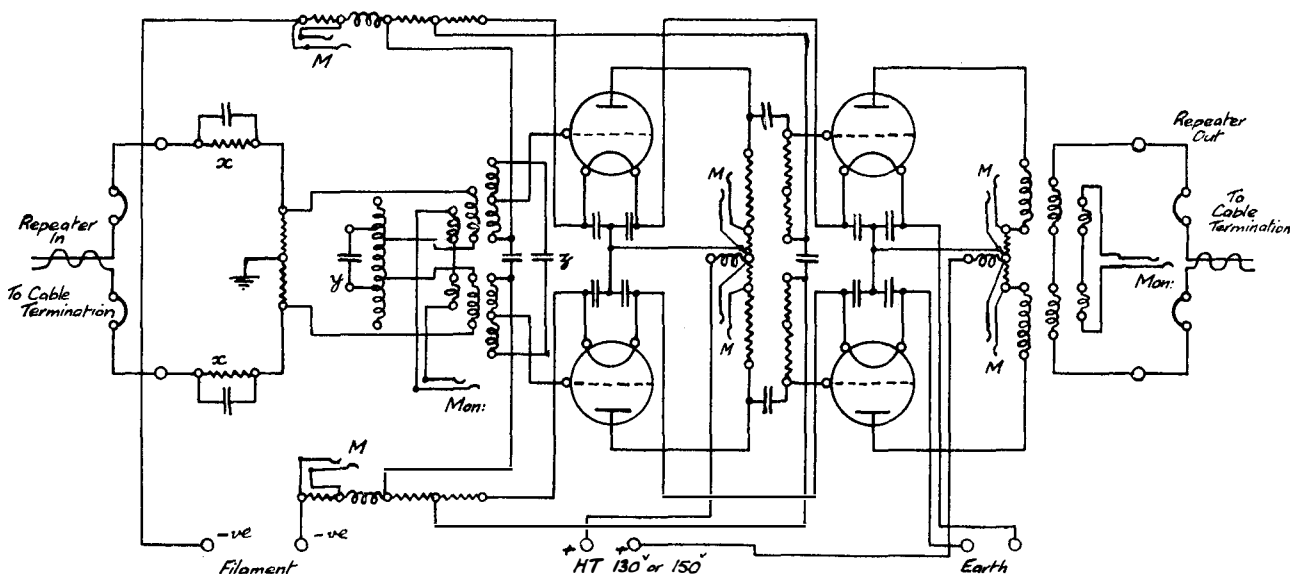 M
x
Repeater
In
To Cable
Termination
y
x
Mon:
M
-ve
-ve
Filament
z
M
M
+
+
HT 130v or 150v
M
M
Earth
Repeater
Out
To
Cable
Termination
Mon: